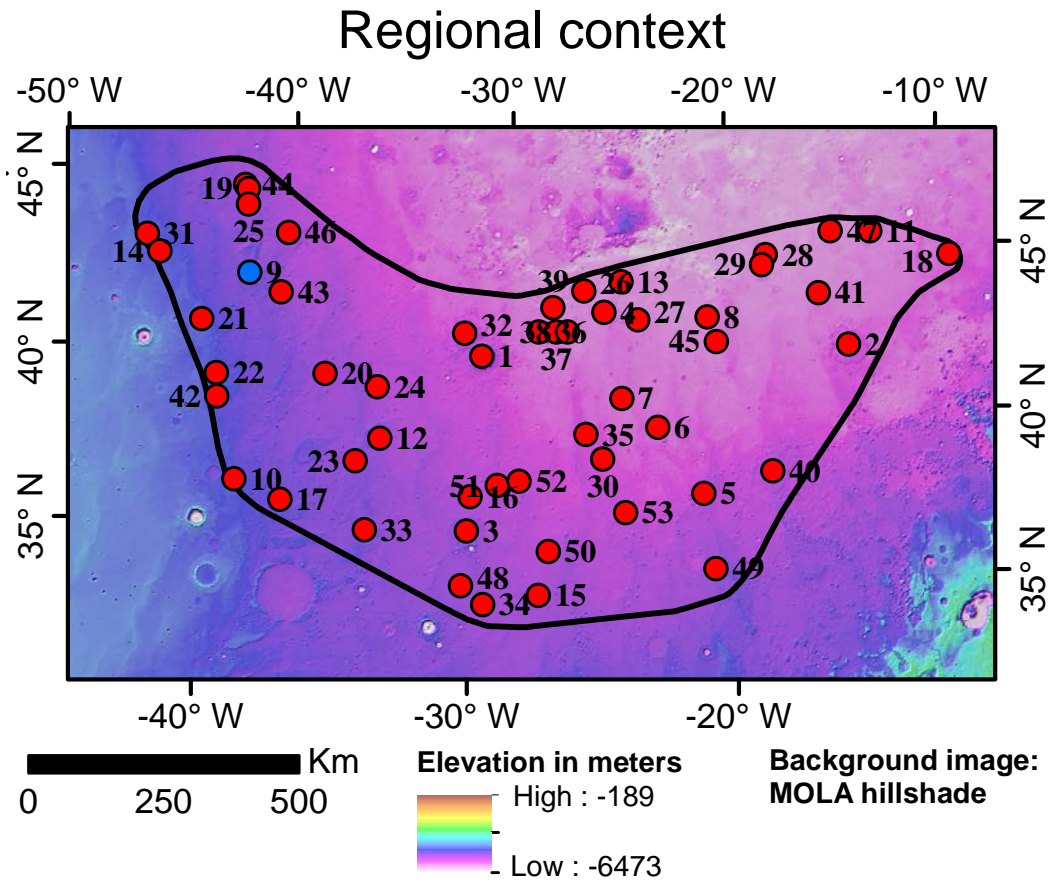 Regional context
-50° W -40° W -30° W -20° W -10° W
45° N
40° N
35° N
45° N
40° N
35° N
19 44
25 46
31
14
9
43
21
22
42
20
24
12
23
10
17
33
32
1
39
26
13
38 36
37
4
27
8
45
29 28
47 11
18
41
2
7
35
6
30
40
5
53
51 16 52
3
50
48
34
15
49
-40° W -30° W -20° W
Km
0 250 500
Elevation in meters
High : -189
Low : -6473
Background image:
MOLA hillshade